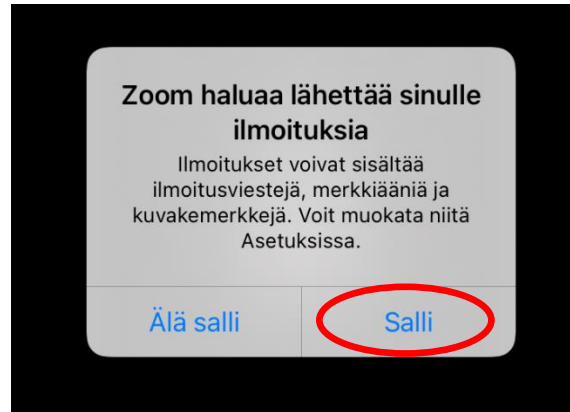 Zoom haluaa lähettää sinulle
ilmoituksia
Ilmoitukset voivat sisältää
ilmoitusviestejä, merkkiääniä ja
kuvakemerkkejä. Voit muokata niitä
Asetuksissa.
Älä salli
Salli